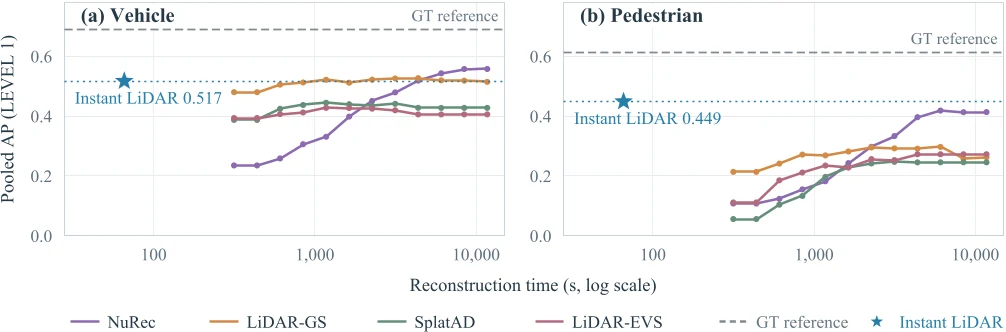 (a) Vehicle
GT reference
Instant LiDAR 0.517
Pooled AP (LEVEL 1)
0.6
0.4
0.2
0.0
100
1,000
10,000
(b) Pedestrian
GT reference
Instant LiDAR 0.449
0.6
0.4
0.2
0.0
100
1,000
10,000
Reconstruction time (s, log scale)
NuRec
LiDAR-GS
SplatAD
LiDAR-EVS
GT reference
Instant LiDAR